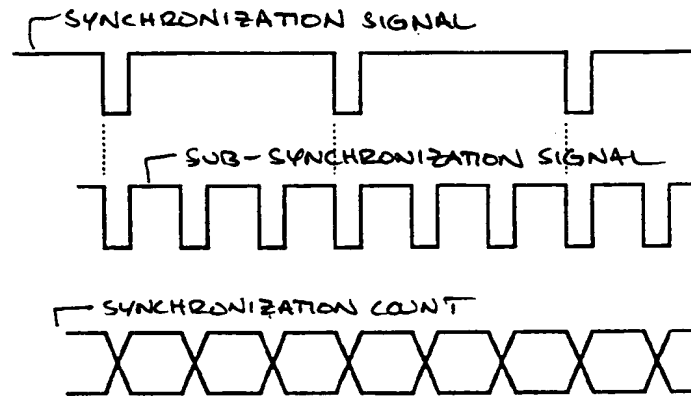 SYNCHRONIZATION SIGNAL
SUB-SYNCHRONIZATION SIGNAL
SYNCHRONIZATION COUNT